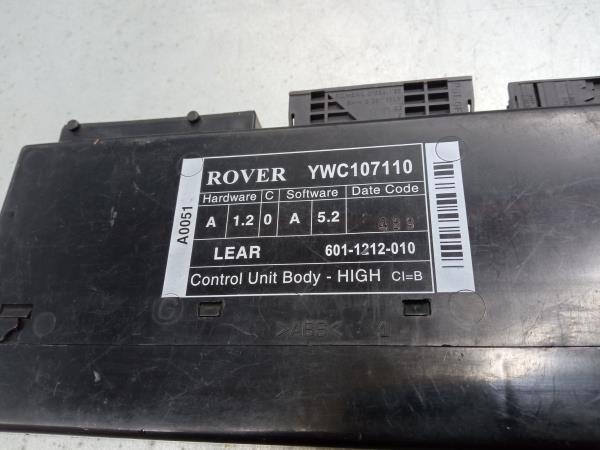 ROVER YWC107110
Hardware C Software Date Code
A 1.2 0 A 5.2
LEAR 601-1212-010
Control Unit Body - HIGH CI=B
A0051
>ABS<